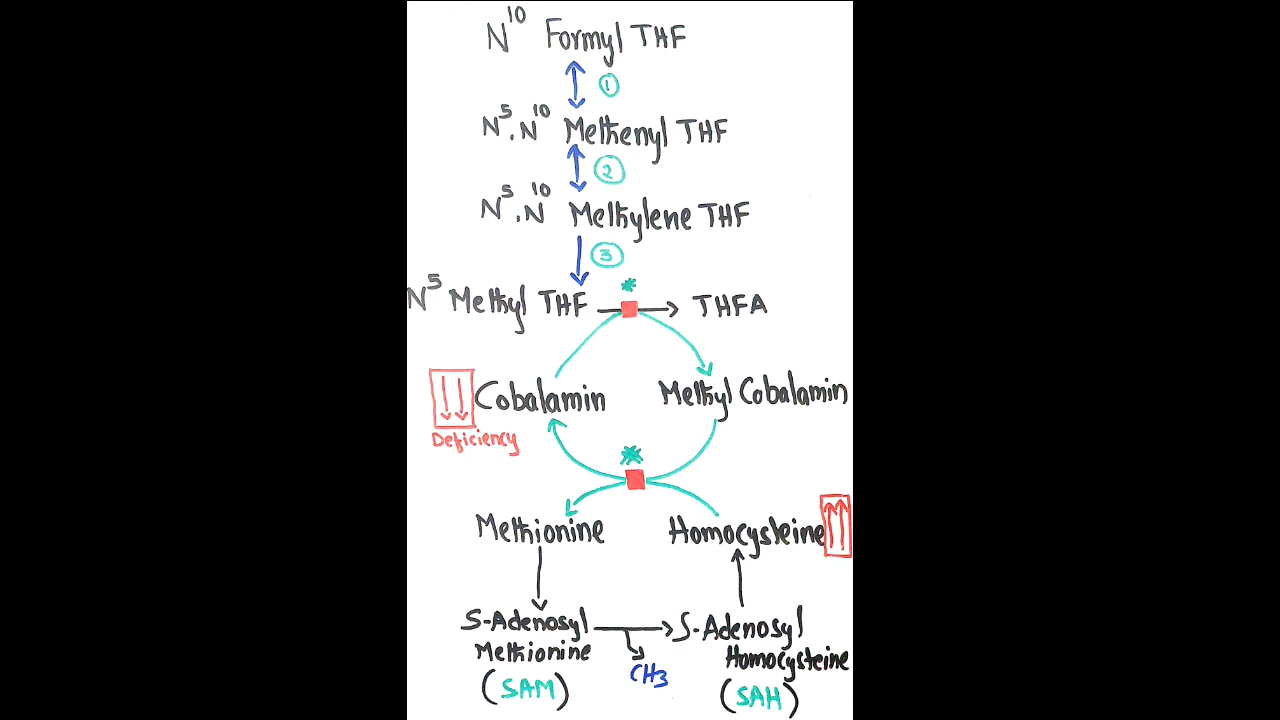 N¹⁰ Formyl THF
1
N⁵.N¹⁰ Methenyl THF
2
N⁵.N¹⁰ Methylene THF
3
*
N⁵ Methyl THF → THFA
Cobalamin Methyl Cobalamin
Deficiency
*
Methionine Homocysteine
S-Adenosyl S-Adenosyl
Methionine Homocysteine
CH₃
(SAM) (SAH)